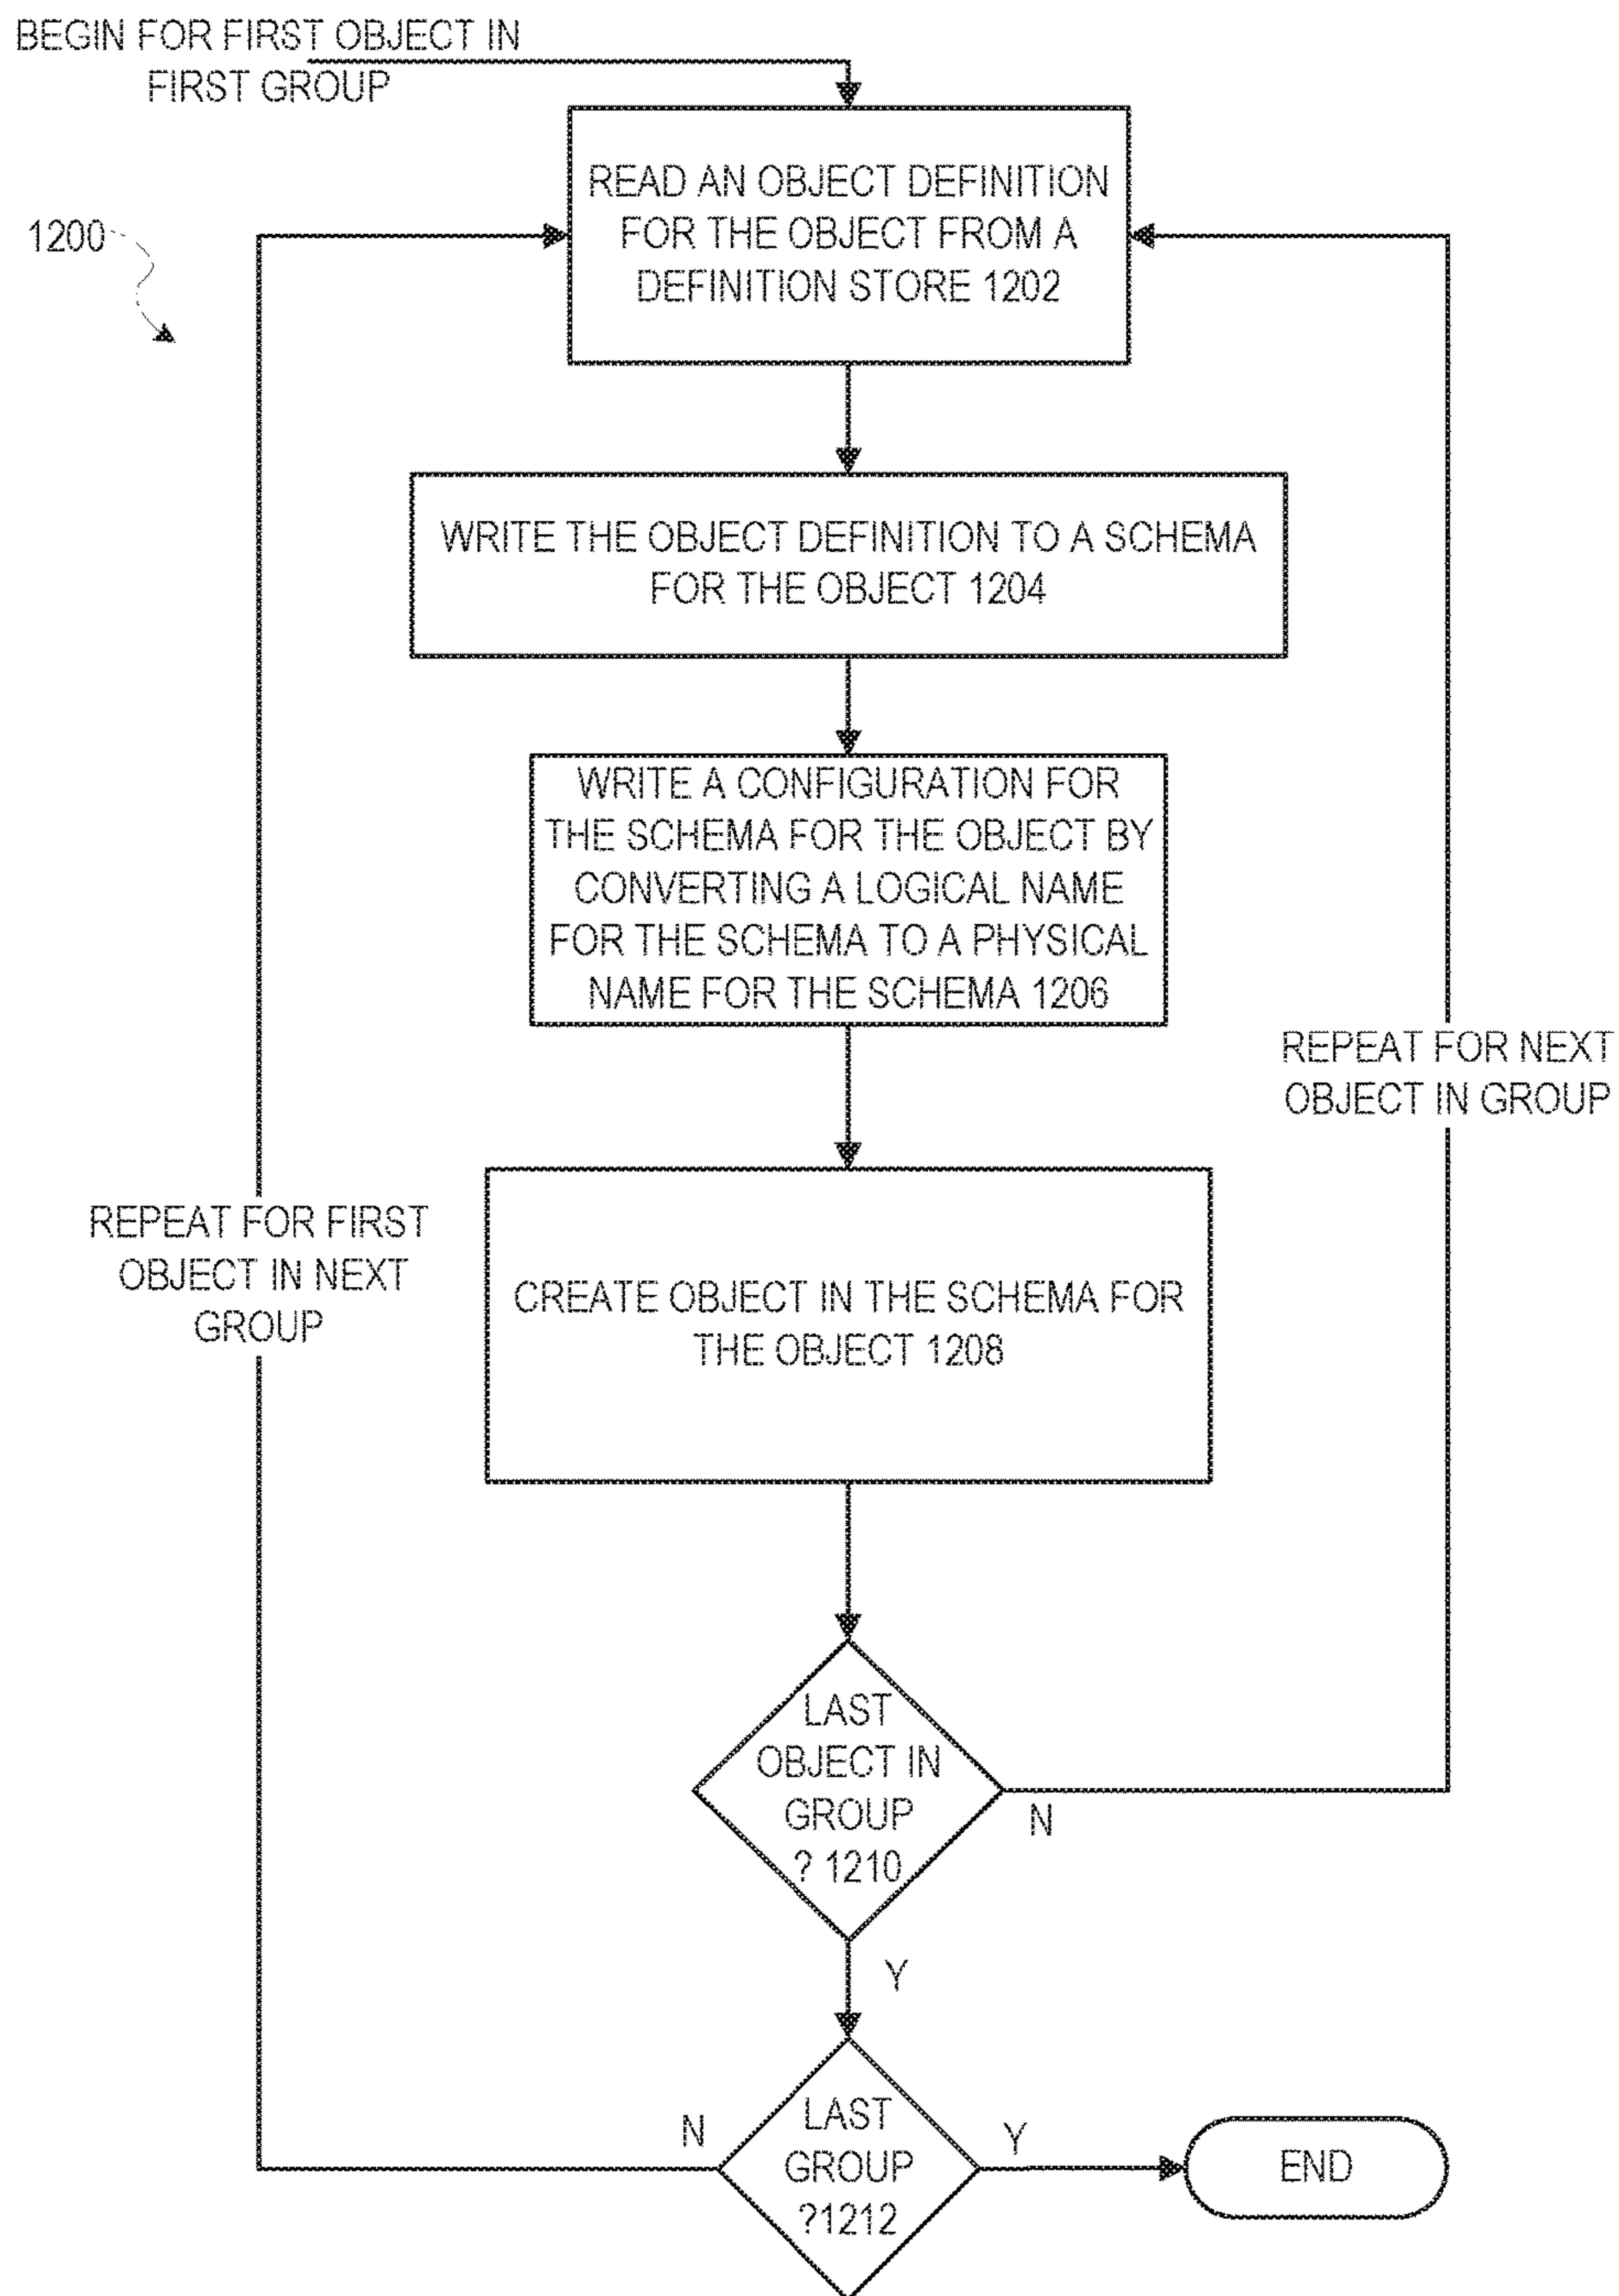 BEGIN FOR FIRST OBJECT IN
FIRST GROUP
1200
READ AN OBJECT DEFINITION
FOR THE OBJECT FROM A
DEFINITION STORE 1202
WRITE THE OBJECT DEFINITION TO A SCHEMA
FOR THE OBJECT 1204
WRITE A CONFIGURATION FOR
THE SCHEMA FOR THE OBJECT BY
CONVERTING A LOGICAL NAME
FOR THE SCHEMA TO A PHYSICAL
NAME FOR THE SCHEMA 1206
REPEAT FOR NEXT
OBJECT IN GROUP
REPEAT FOR FIRST
OBJECT IN NEXT
GROUP
CREATE OBJECT IN THE SCHEMA FOR
THE OBJECT 1208
LAST
OBJECT IN
GROUP
? 1210
N
Y
LAST
GROUP
?1212
N
Y
END